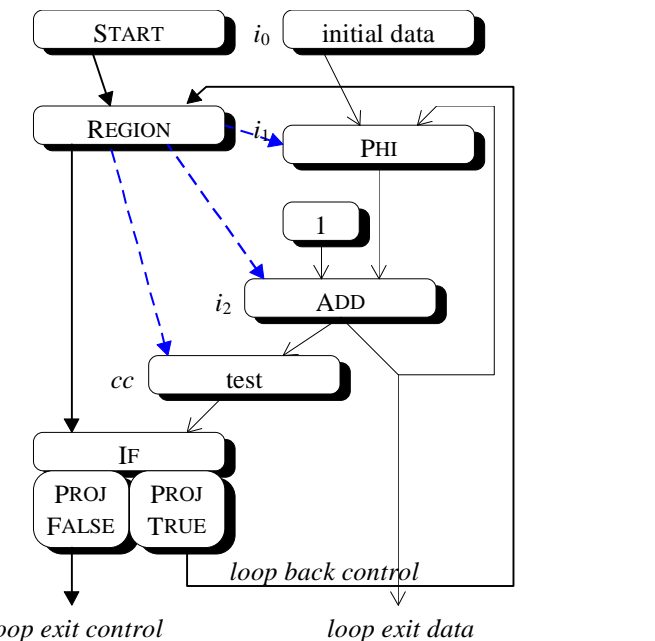 START
i0
initial data
REGION
i1
PHI
1
i2
ADD
cc
test
IF
PROJ
FALSE
PROJ
TRUE
loop back control
oop exit control
loop exit data